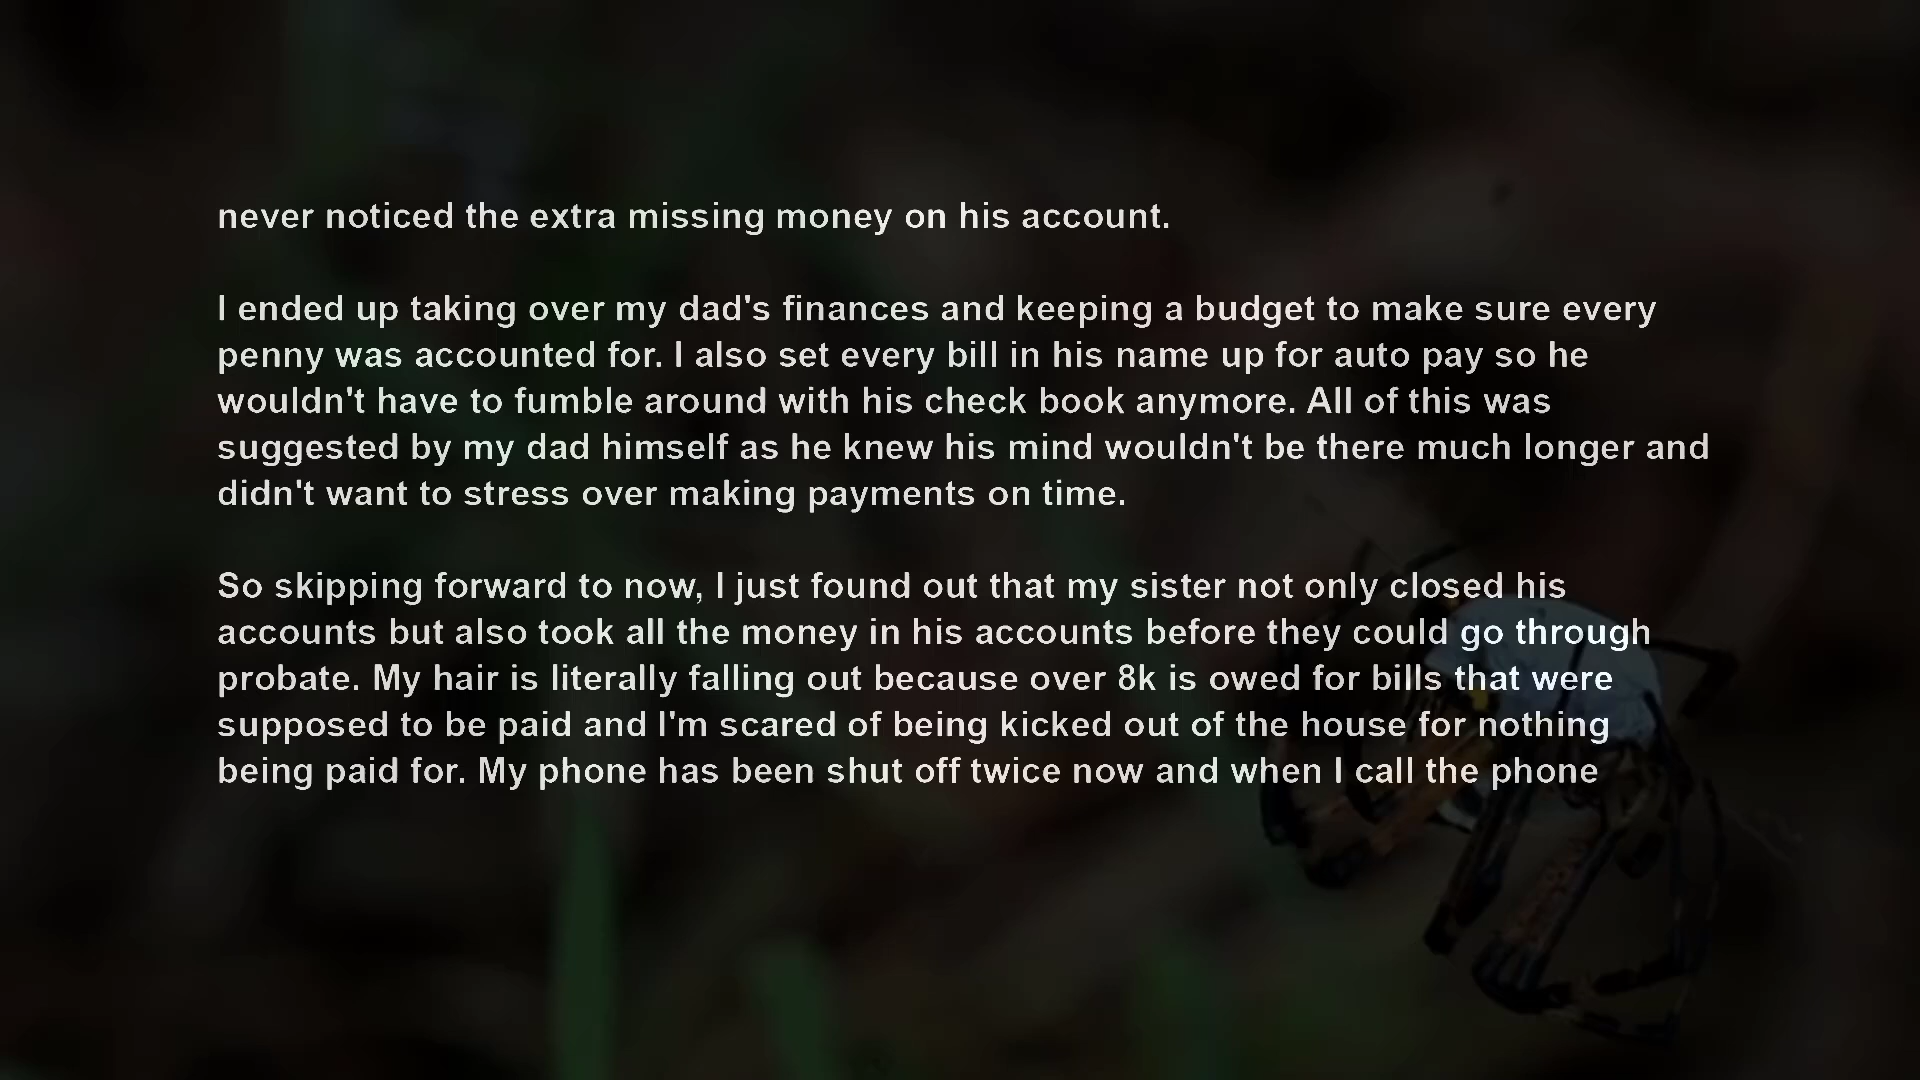 never noticed the extra missing money on his account.
I ended up taking over my dad's finances and keeping a budget to make sure every
penny was accounted for. I also set every bill in his name up for auto pay so he
wouldn't have to fumble around with his check book anymore. All of this was
suggested by my dad himself as he knew his mind wouldn't be there much longer and
didn't want to stress over making payments on time.
So skipping forward to now, I just found out that my sister not only closed his
accounts but also took all the money in his accounts before they could go through
probate. My hair is literally falling out because over 8k is owed for bills that were
supposed to be paid and I'm scared of being kicked out of the house for nothing
being paid for. My phone has been shut off twice now and when I call the phone